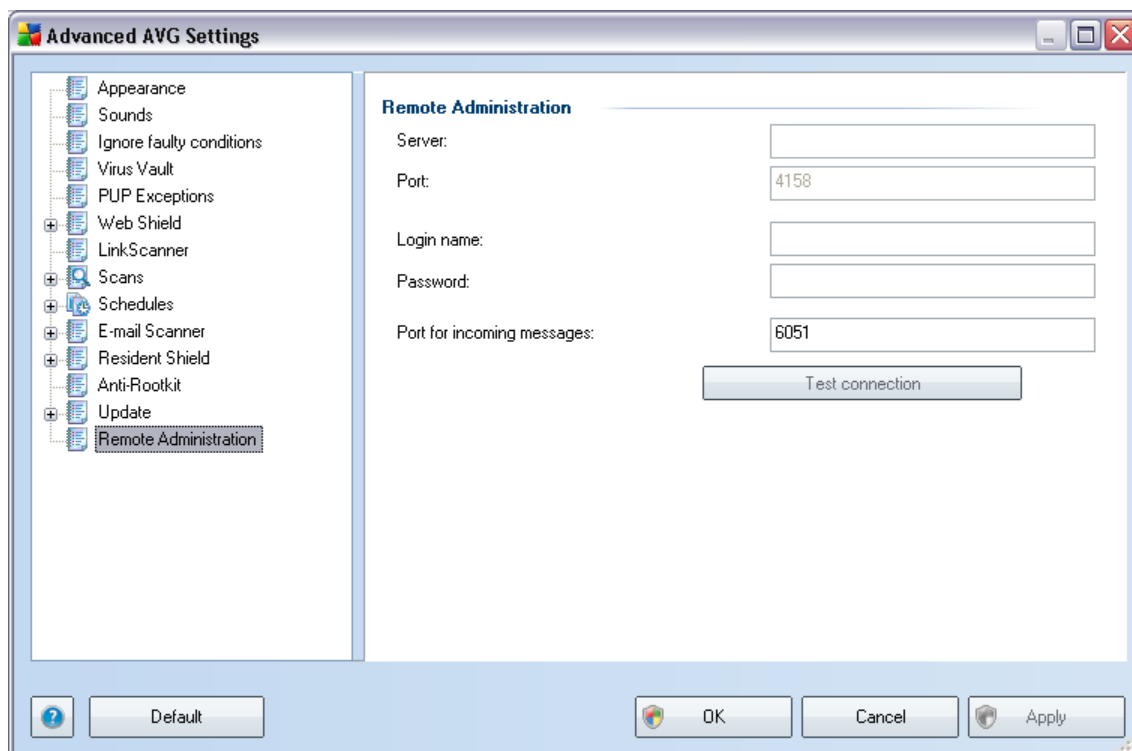 Advanced AVG Settings
Appearance
Sounds
Ignore faulty conditions
Virus Vault
PUP Exceptions
Web Shield
LinkScanner
Scans
Schedules
E-mail Scanner
Resident Shield
Anti-Rootkit
Update
Remote Administration
Remote Administration
Server:
Port: 4158
Login name:
Password:
Port for incoming messages: 6051
Test connection
? Default OK Cancel Apply